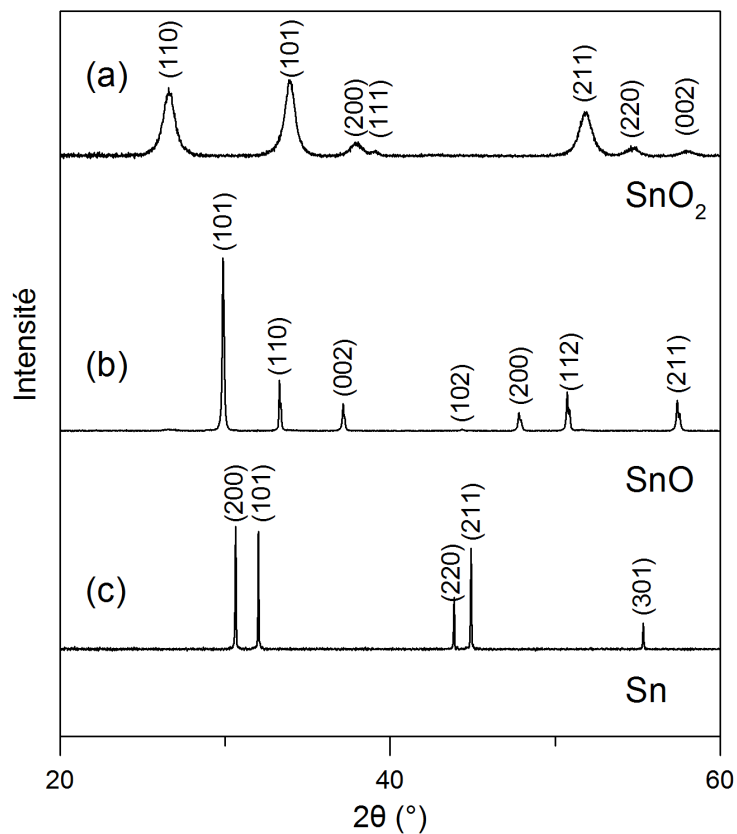 (a)
(110)
(101)
(200)
(111)
(211)
(220)
(002)
SnO₂
(b)
(101)
(110)
(002)
(102)
(200)
(112)
(211)
SnO
(c)
(200)
(101)
(220)
(211)
(301)
Sn
Intensité
20 40 60
2θ (°)